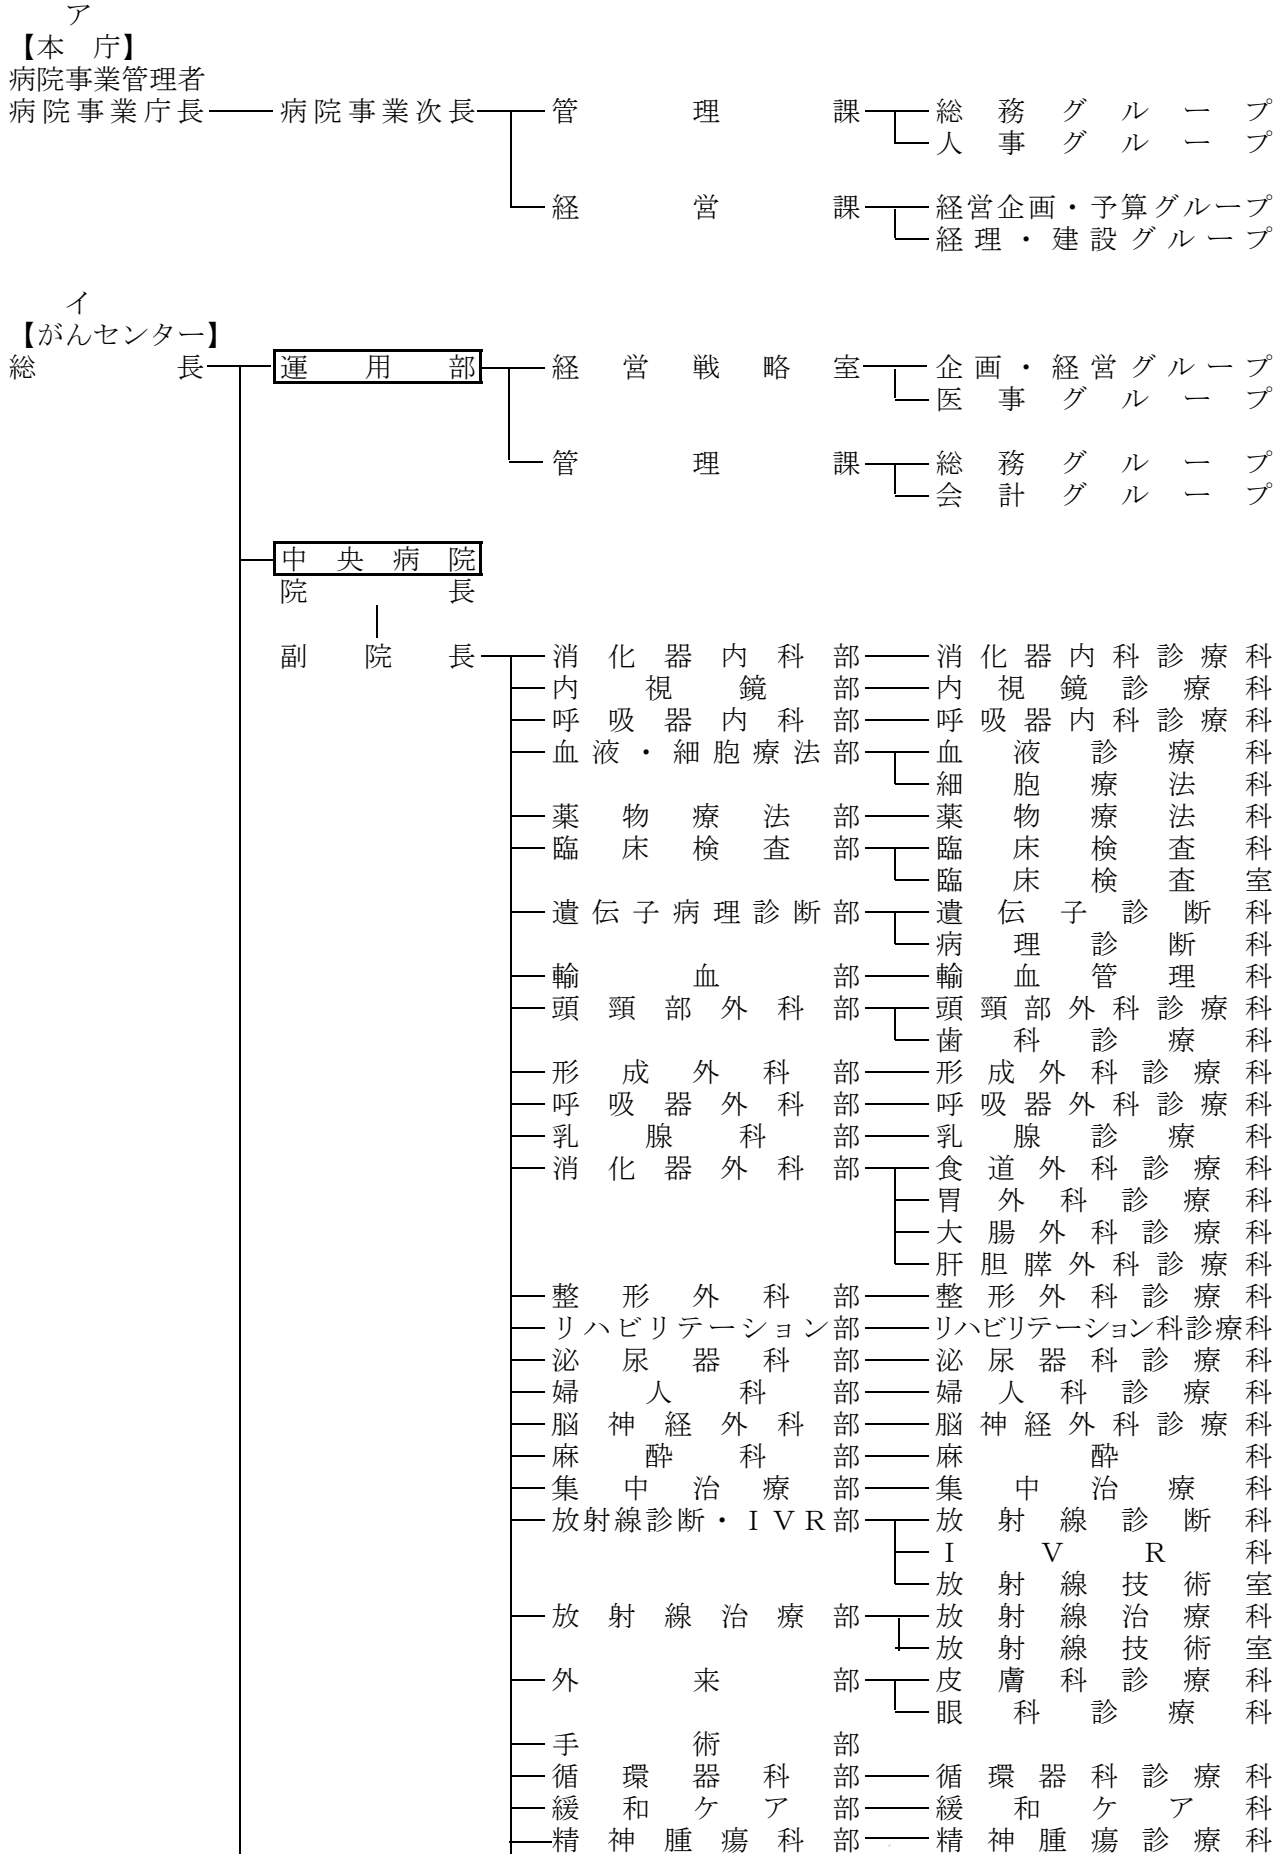 ア
【本　庁】
病院事業管理者
病院事業庁長 病院事業次長 管理課 総務グループ
人事グループ
経営課 経営企画・予算グループ
経理・建設グループ
イ
【がんセンター】
総長 運用部 経営戦略室 企画・経営グループ
医事グループ
管理課 総務グループ
会計グループ
中央病院
院長
副院長 消化器内科部 消化器内科診療科
内視鏡部 内視鏡診療科
呼吸器内科部 呼吸器内科診療科
血液・細胞療法部 血液診療科
細胞療法科
薬物療法部 薬物療法科
臨床検査部 臨床検査科
臨床検査室
遺伝子病理診断部 遺伝子診断科
病理診断科
輸血部 輸血管理科
頭頸部外科部 頭頸部外科診療科
歯科診療科
形成外科部 形成外科診療科
呼吸器外科部 呼吸器外科診療科
乳腺科部 乳腺診療科
消化器外科部 食道外科診療科
胃外科診療科
大腸外科診療科
肝胆膵外科診療科
整形外科部 整形外科診療科
リハビリテーション部 リハビリテーション科診療科
泌尿器科部 泌尿器科診療科
婦人科部 婦人科診療科
脳神経外科部 脳神経外科診療科
麻酔科部 麻酔科
集中治療部 集中治療科
放射線診断・ＩＶＲ部 放射線診断科
ＩＶＲ科
放射線技術室
放射線治療部 放射線治療科
放射線技術室
外来部 皮膚科診療科
眼科診療科
手術部
循環器科部 循環器科診療科
緩和ケア部 緩和ケア科
精神腫瘍科部 精神腫瘍診療科